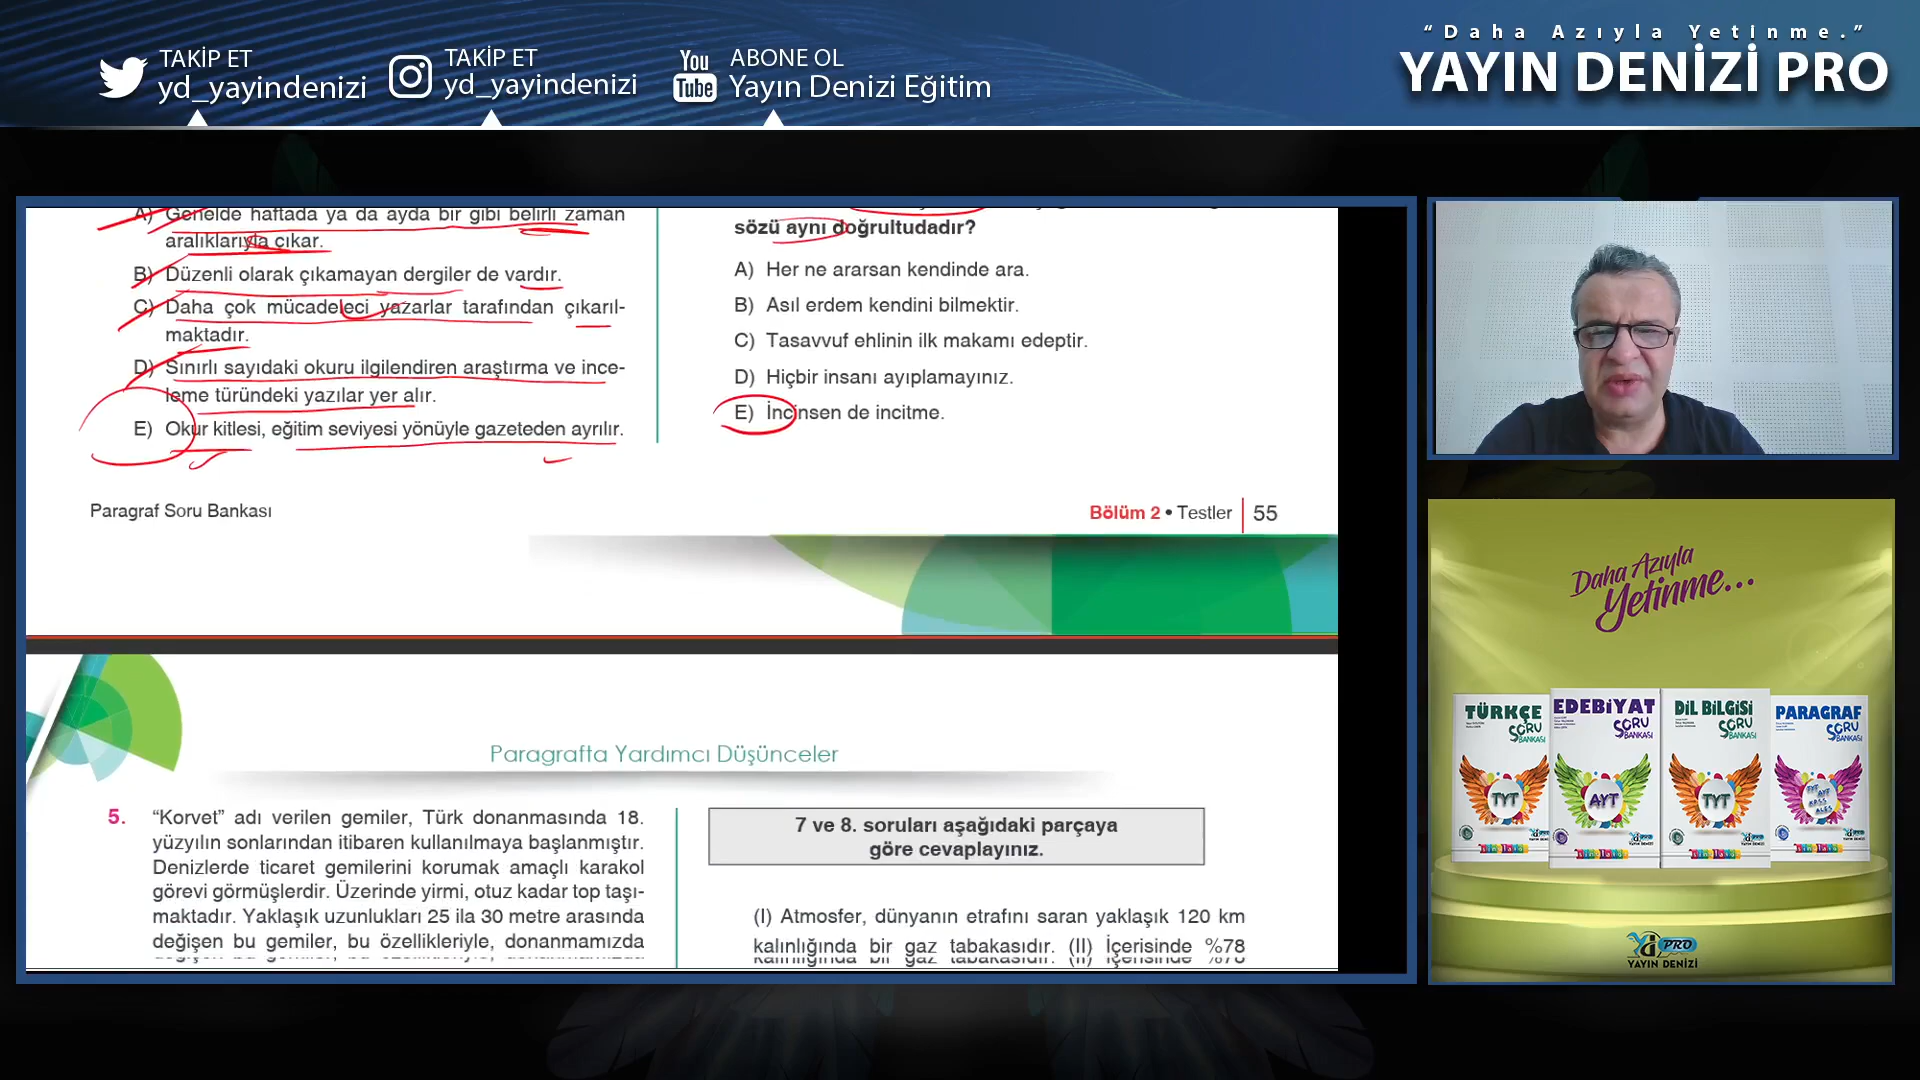 TAKİP ET
yd_yayindenizi
TAKİP ET
yd_yayindenizi
You
Tube
ABONE OL
Yayın Denizi Eğitim
“Daha Azıyla Yetinme.”
YAYIN DENİZİ PRO
A) Genelde haftada ya da ayda bir gibi belirli zaman
aralıklarıyla çıkar.
B) Düzenli olarak çıkamayan dergiler de vardır.
C) Daha çok mücadeleci yazarlar tarafından çıkarıl-
maktadır.
D) Sınırlı sayıdaki okuru ilgilendiren araştırma ve ince-
leme türündeki yazılar yer alır.
E) Okur kitlesi, eğitim seviyesi yönüyle gazeteden ayrılır.
sözü aynı doğrultudadır?
A) Her ne ararsan kendinde ara.
B) Asıl erdem kendini bilmektir.
C) Tasavvuf ehlinin ilk makamı edeptir.
D) Hiçbir insanı ayıplamayınız.
E) İncinsen de incitme.
Paragraf Soru Bankası
Bölüm 2 • Testler 55
Paragrafta Yardımcı Düşünceler
5. “Korvet” adı verilen gemiler, Türk donanmasında 18.
yüzyılın sonlarından itibaren kullanılmaya başlanmıştır.
Denizlerde ticaret gemilerini korumak amaçlı karakol
görevi görmüşlerdir. Üzerinde yirmi, otuz kadar top taşı-
maktadır. Yaklaşık uzunlukları 25 ila 30 metre arasında
değişen bu gemiler, bu özellikleriyle, donanmamızda
7 ve 8. soruları aşağıdaki parçaya
göre cevaplayınız.
(I) Atmosfer, dünyanın etrafını saran yaklaşık 120 km
kalınlığında bir gaz tabakasıdır. (II) İçerisinde %78
Daha Azıyla
Yetinme...
TÜRKÇE
SORU
BANKASI
TYT
EDEBİYAT
SORU
BANKASI
AYT
DİL BİLGİSİ
SORU
BANKASI
TYT
PARAGRAF
SORU
BANKASI
PRO
YAYIN DENİZİ